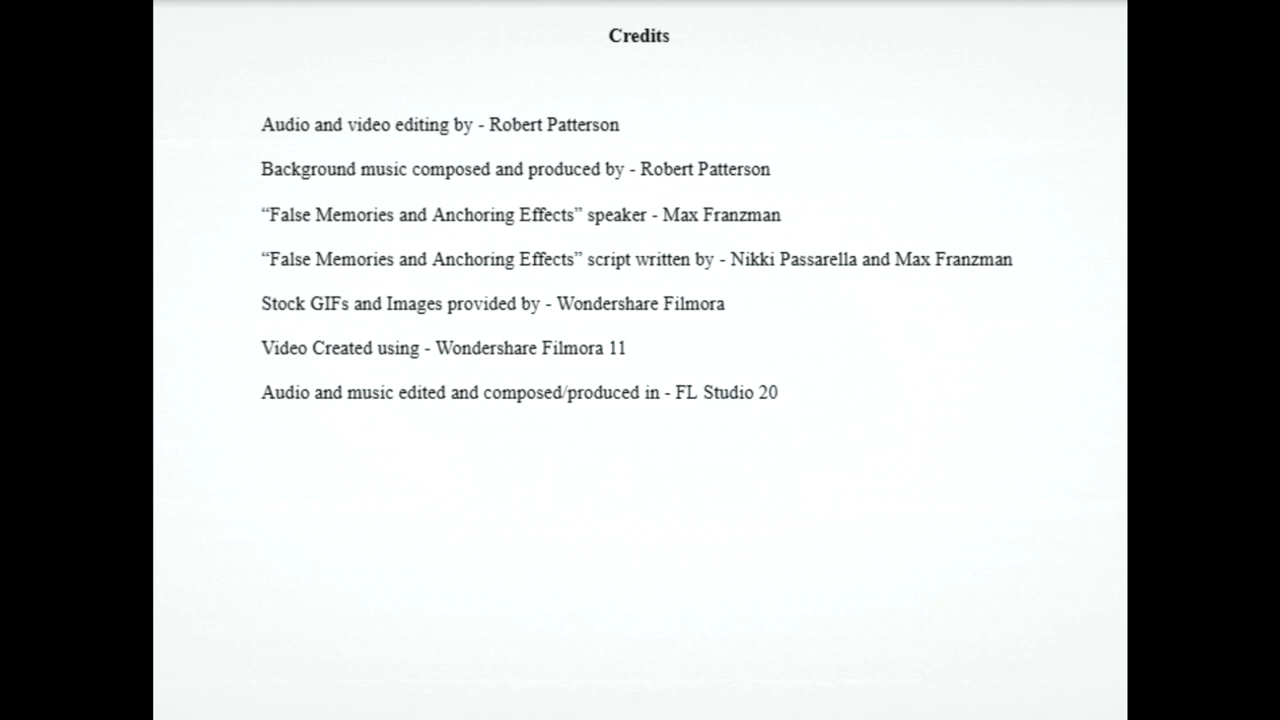 Credits
Audio and video editing by - Robert Patterson
Background music composed and produced by - Robert Patterson
“False Memories and Anchoring Effects” speaker - Max Franzman
“False Memories and Anchoring Effects” script written by - Nikki Passarella and Max Franzman
Stock GIFs and Images provided by - Wondershare Filmora
Video Created using - Wondershare Filmora 11
Audio and music edited and composed/produced in - FL Studio 20